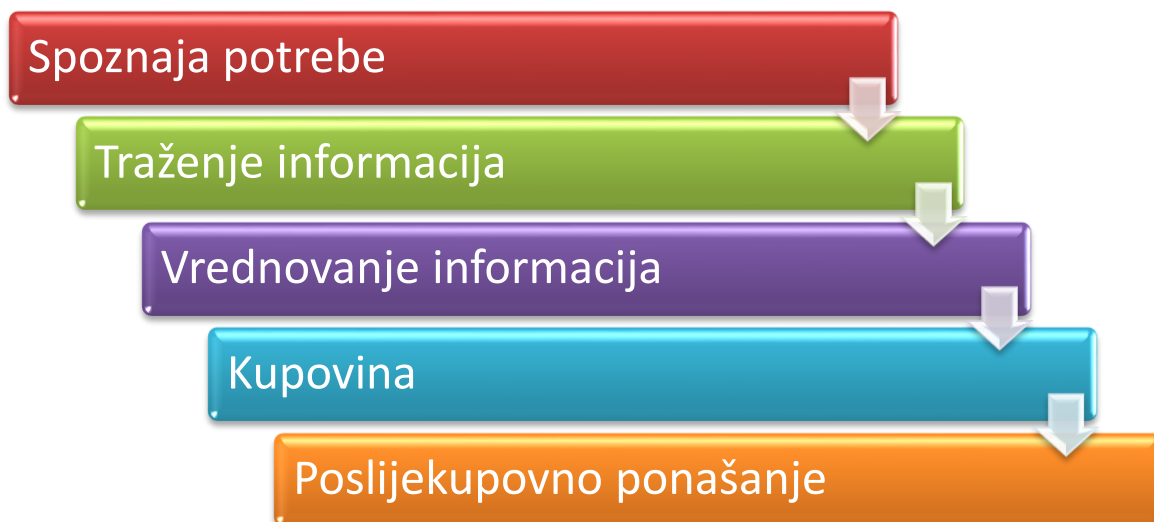 Spoznaja potrebe
Traženje informacija
Vrednovanje informacija
Kupovina
Poslijekupovno ponašanje